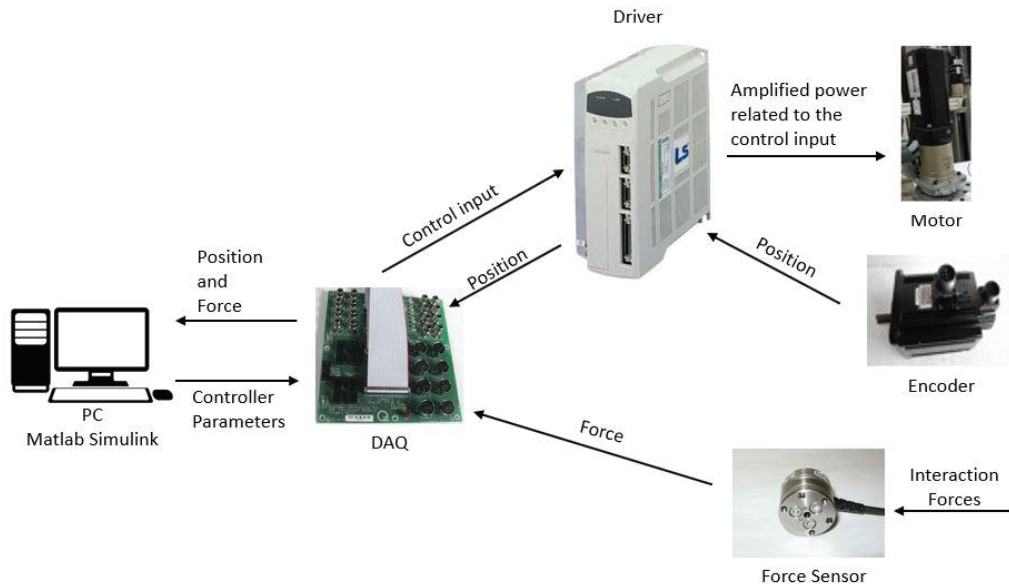 Driver
Amplified power
related to the
control input
LS
Motor
Control input
Position
Position
Position
and
Force
Encoder
Controller
Parameters
PC
Matlab Simulink
DAQ
Force
Interaction
Forces
Force Sensor